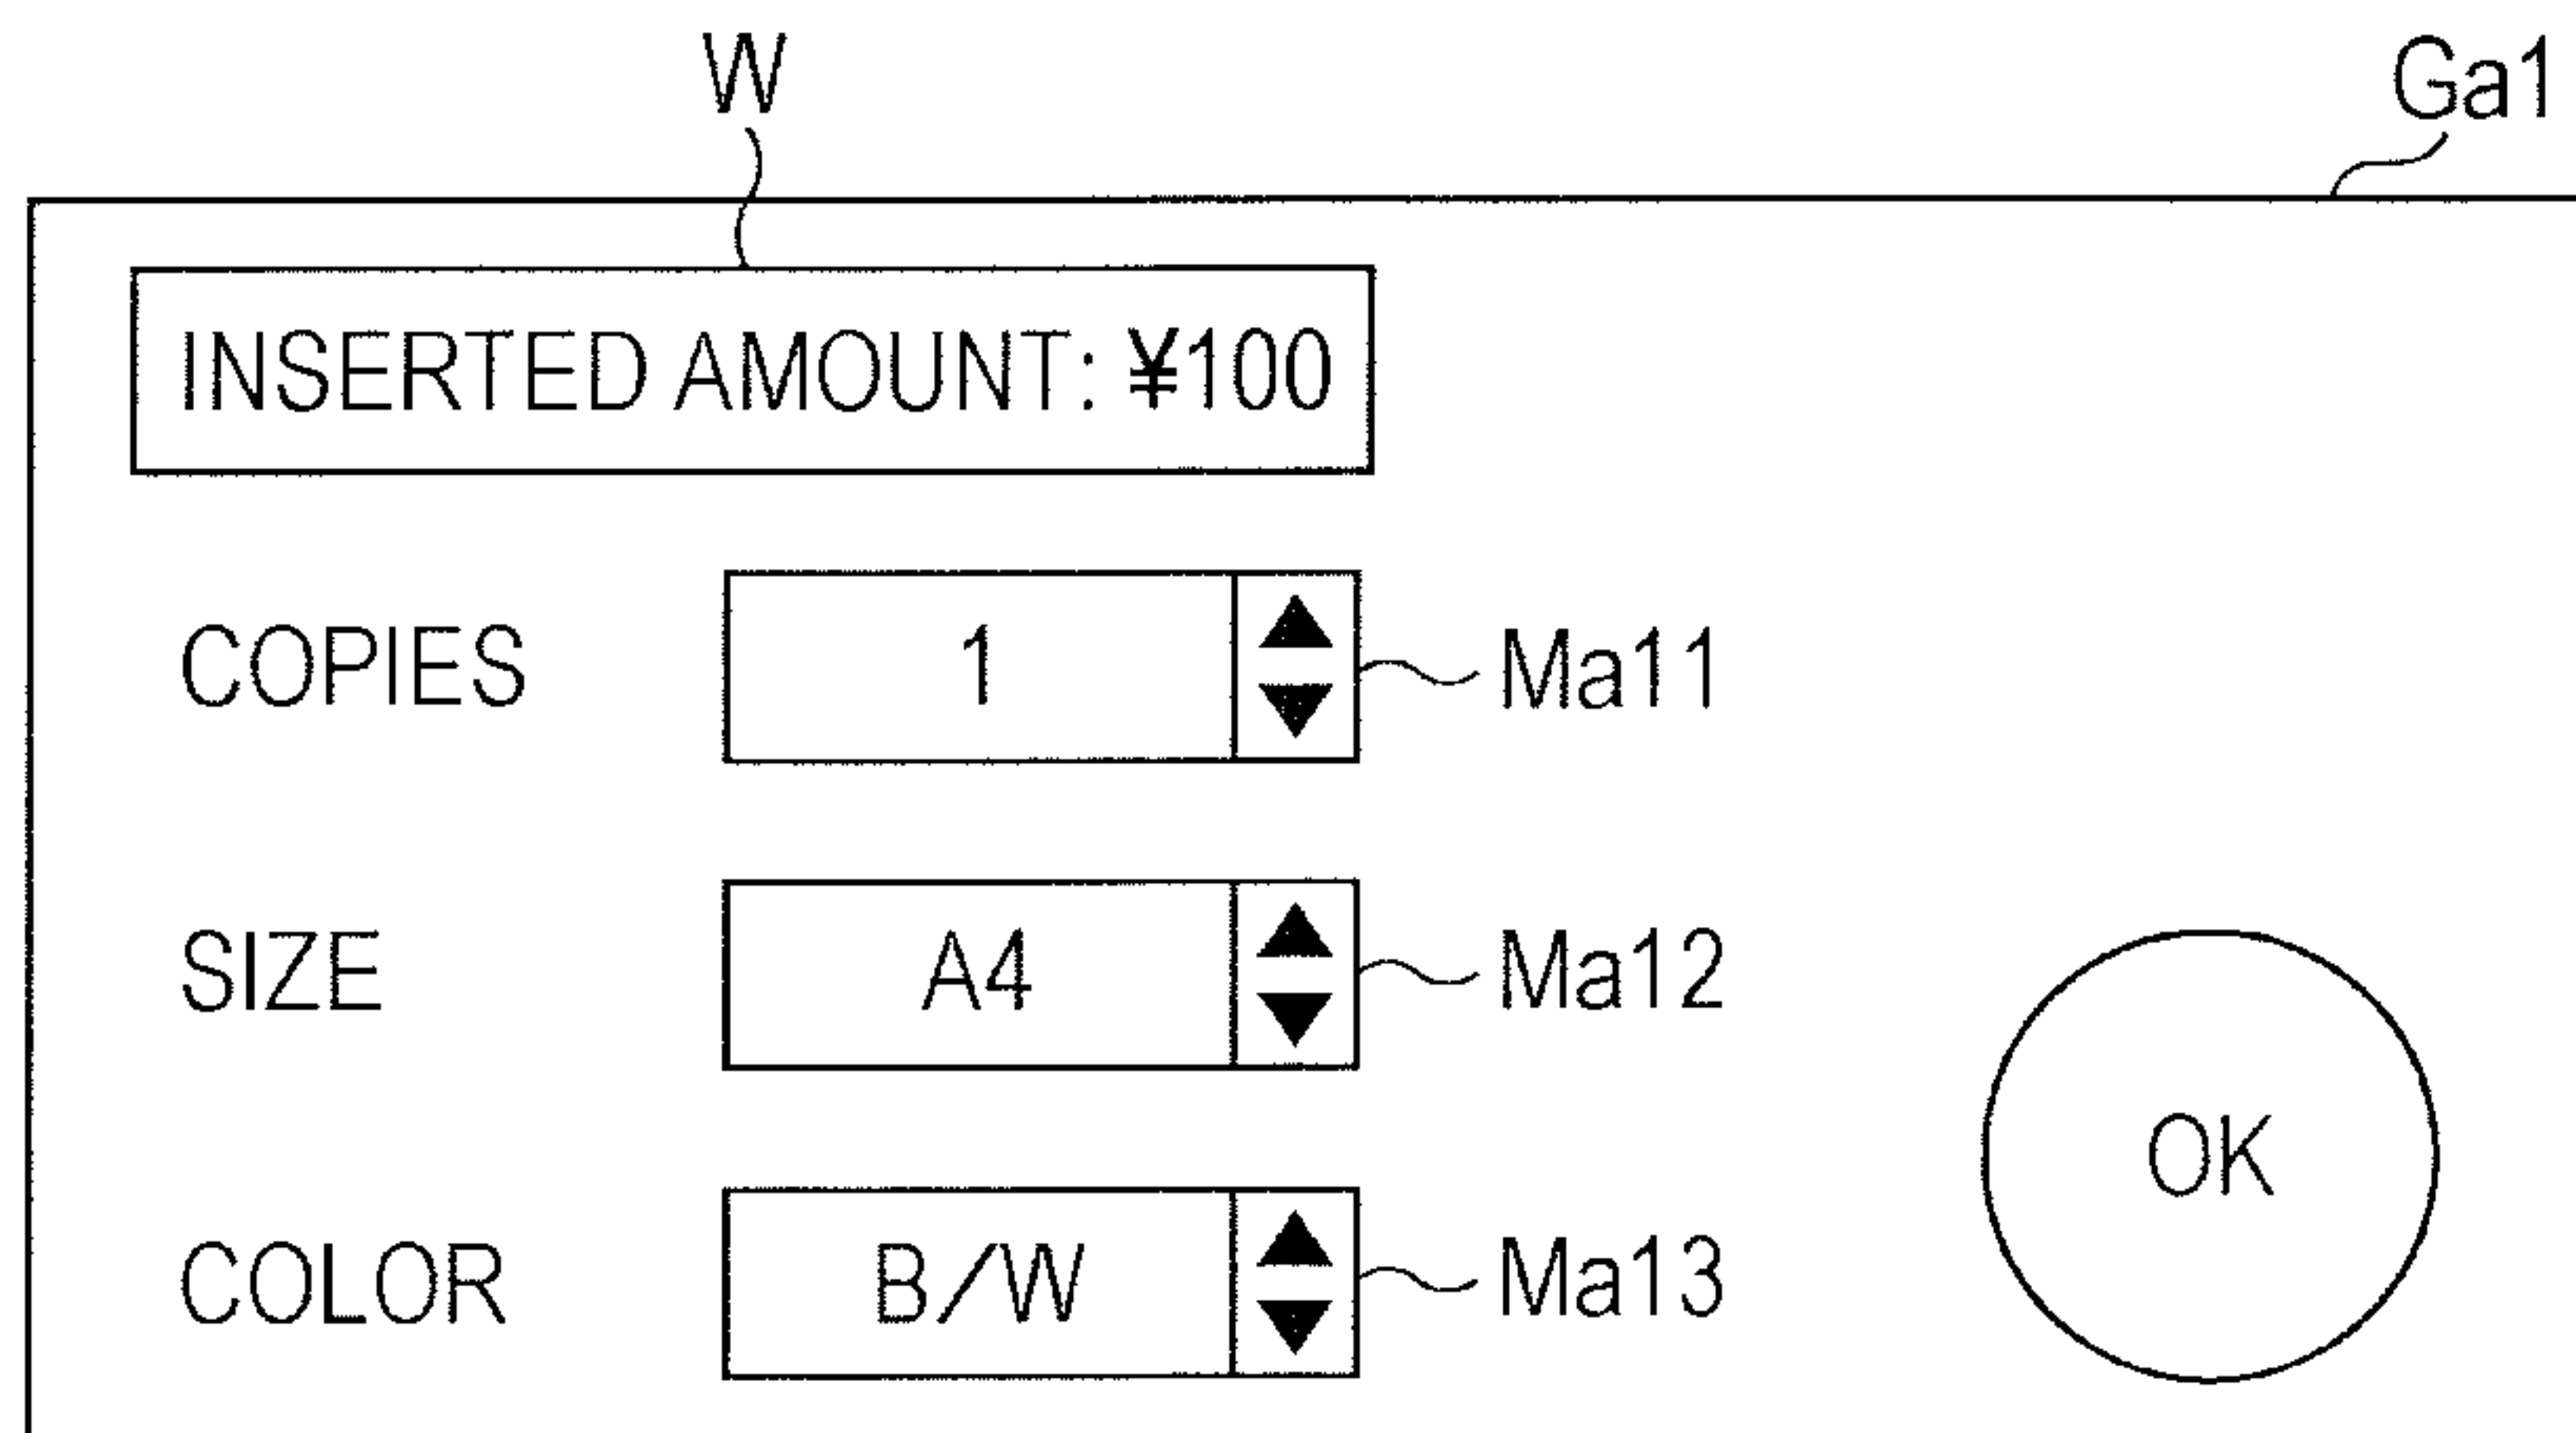 W
Ga1
INSERTED AMOUNT: ¥100
COPIES 1 Ma11
SIZE A4 Ma12
COLOR B/W Ma13
OK